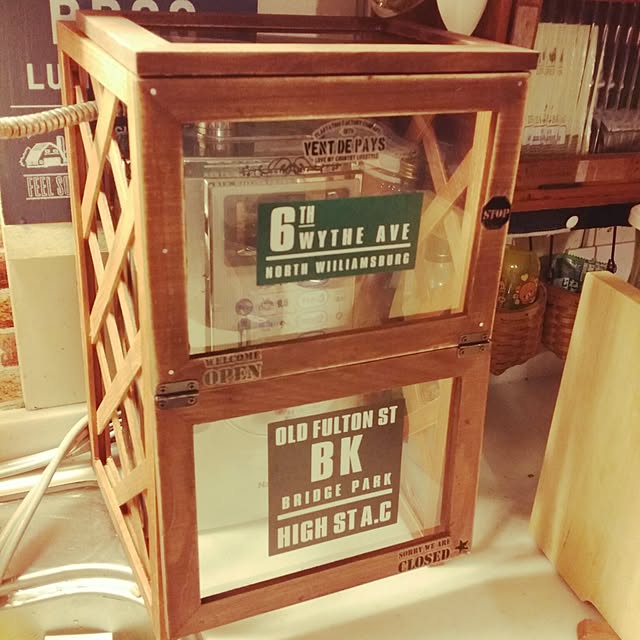 LU
FEEL
VENT DE PAYS
6TH
WYTHE AVE
NORTH WILLIAMSBURG
STOP
WELCOME
OPEN
OLD FULTON ST
BK
BRIDGE PARK
HIGH ST A.C
SORRY WE ARE
CLOSED